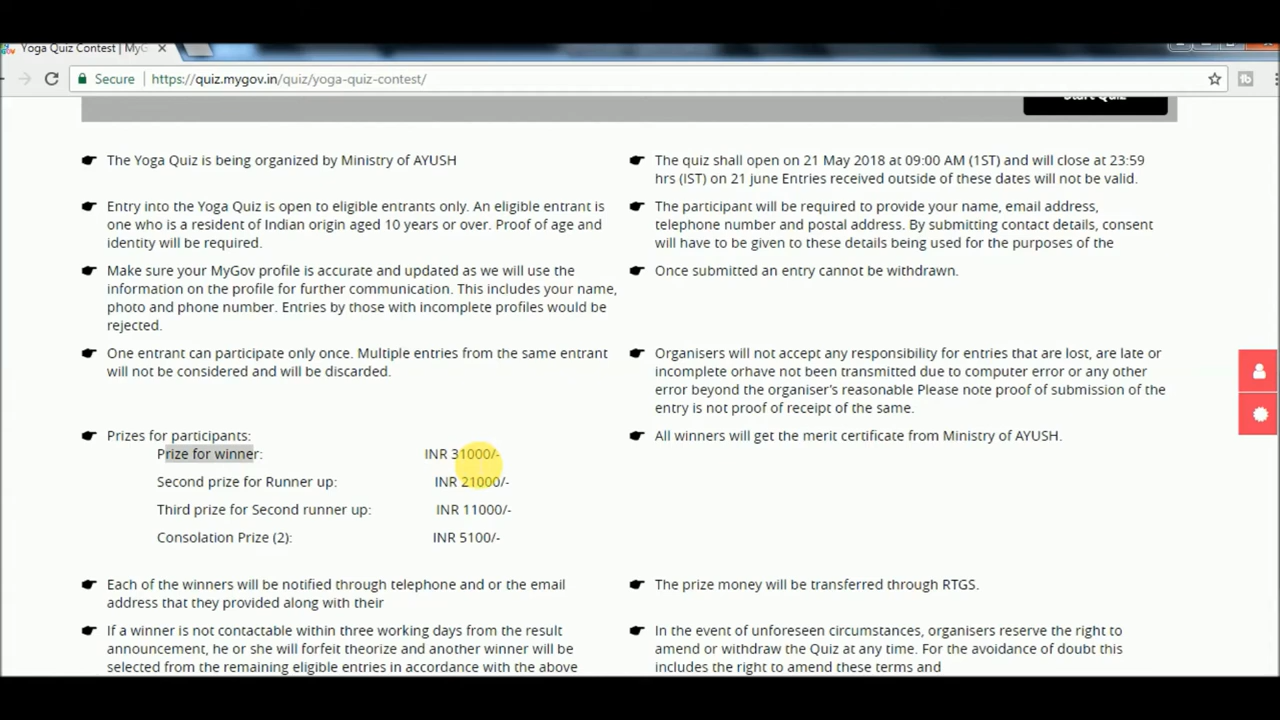 Yoga Quiz Contest | MyG
Secure | https://quiz.mygov.in/quiz/yoga-quiz-contest/
Start Quiz
The Yoga Quiz is being organized by Ministry of AYUSH
The quiz shall open on 21 May 2018 at 09:00 AM (1ST) and will close at 23:59
hrs (IST) on 21 june Entries received outside of these dates will not be valid.
Entry into the Yoga Quiz is open to eligible entrants only. An eligible entrant is
one who is a resident of Indian origin aged 10 years or over. Proof of age and
identity will be required.
The participant will be required to provide your name, email address,
telephone number and postal address. By submitting contact details, consent
will have to be given to these details being used for the purposes of the
Make sure your MyGov profile is accurate and updated as we will use the
information on the profile for further communication. This includes your name,
photo and phone number. Entries by those with incomplete profiles would be
rejected.
Once submitted an entry cannot be withdrawn.
One entrant can participate only once. Multiple entries from the same entrant
will not be considered and will be discarded.
Organisers will not accept any responsibility for entries that are lost, are late or
incomplete orhave not been transmitted due to computer error or any other
error beyond the organiser's reasonable Please note proof of submission of the
entry is not proof of receipt of the same.
Prizes for participants:
Prize for winner: INR 31000/-
Second prize for Runner up: INR 21000/-
Third prize for Second runner up: INR 11000/-
Consolation Prize (2): INR 5100/-
All winners will get the merit certificate from Ministry of AYUSH.
Each of the winners will be notified through telephone and or the email
address that they provided along with their
The prize money will be transferred through RTGS.
If a winner is not contactable within three working days from the result
announcement, he or she will forfeit theorize and another winner will be
selected from the remaining eligible entries in accordance with the above
In the event of unforeseen circumstances, organisers reserve the right to
amend or withdraw the Quiz at any time. For the avoidance of doubt this
includes the right to amend these terms and